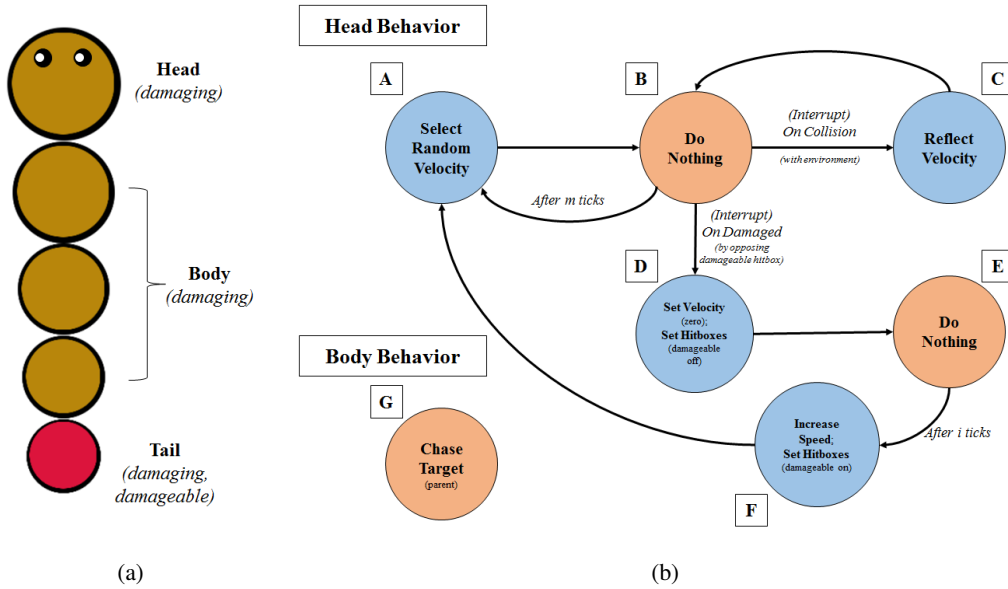 Head
(damaging)
Body
(damaging)
Tail
(damaging,
damageable)
(a)
Head Behavior
A
Select
Random
Velocity
B
Do
Nothing
(Interrupt)
On Collision
(with environment)
C
Reflect
Velocity
After m ticks
(Interrupt)
On Damaged
(by opposing
damageable hitbox)
D
Set Velocity
(zero);
Set Hitboxes
(damageable
off)
E
Do
Nothing
After i ticks
Increase
Speed;
Set Hitboxes
(damageable on)
F
Body Behavior
G
Chase
Target
(parent)
(b)